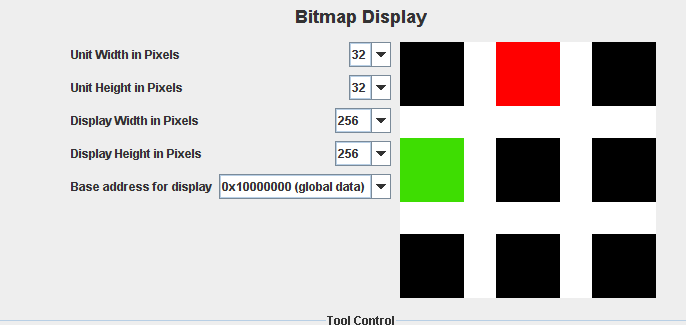 Bitmap Display
Unit Width in Pixels 32
Unit Height in Pixels 32
Display Width in Pixels 256
Display Height in Pixels 256
Base address for display 0x10000000 (global data)
Tool Control